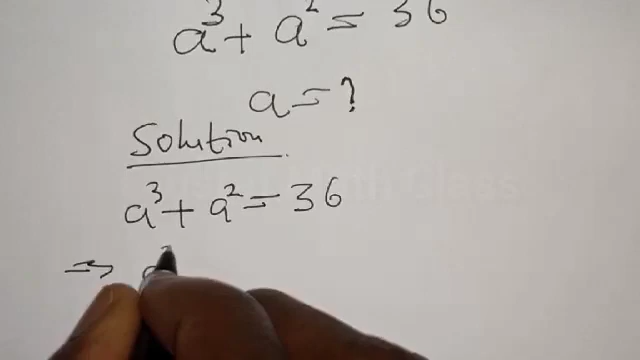 a³ + a² = 36
a = ?
Solution
a³ + a² = 36
⇒ a